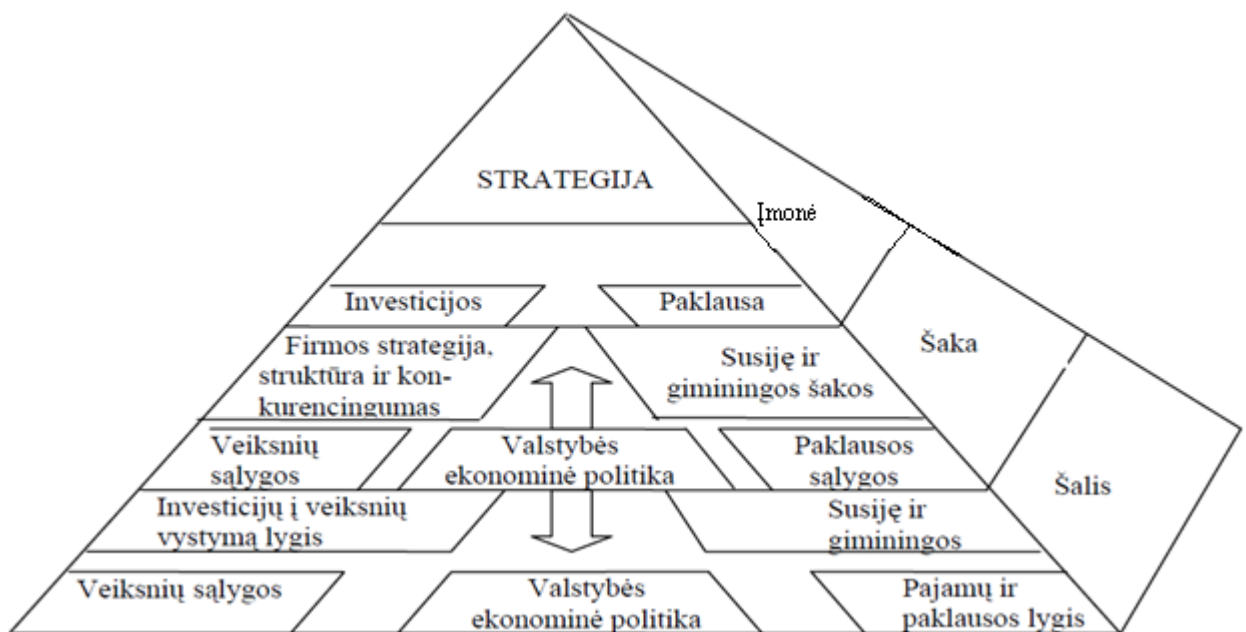 STRATEGIJA
Įmonė
Investicijos
Paklausa
Firmos strategija,
struktūra ir kon-
kurencingumas
Susiję ir
giminingos šakos
Šaka
Veiksnių
sąlygos
Valstybės
ekonominė politika
Paklausos
sąlygos
Šalis
Investicijų į veiksnių
vystymą lygis
Susiję ir
giminingos
Veiksnių sąlygos
Valstybės
ekonominė politika
Pajamų ir
paklausos lygis